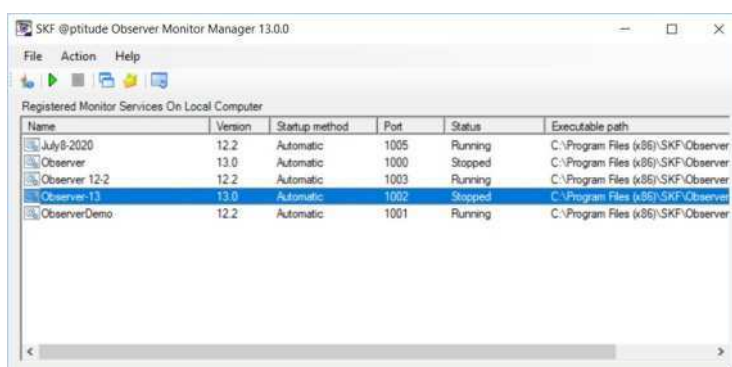 SKF @ptitude Observer Monitor Manager 13.0.0
File Action Help
Registered Monitor Services On Local Computer
Name Version Startup method Port Status Executable path
July8-2020 12.2 Automatic 1005 Running C:\Program Files (x86)\SKF\Observer
Observer 13.0 Automatic 1000 Stopped C:\Program Files (x86)\SKF\Observer
Observer 12-2 12.2 Automatic 1003 Running C:\Program Files (x86)\SKF\Observer
Observer-13 13.0 Automatic 1002 Stopped C:\Program Files (x86)\SKF\Observer
ObserverDemo 12.2 Automatic 1001 Running C:\Program Files (x86)\SKF\Observer